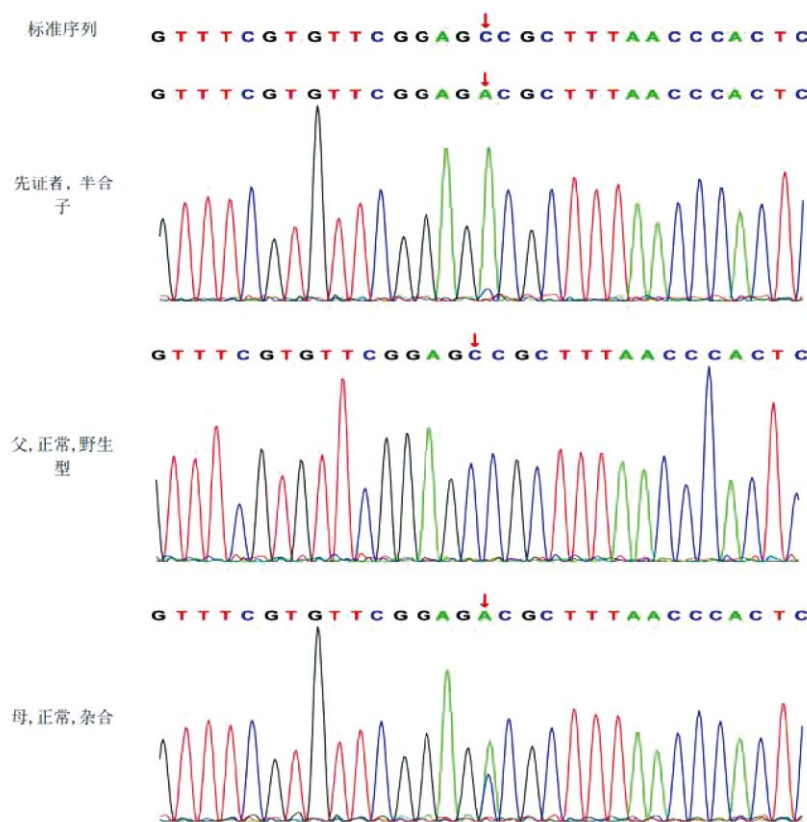 标准序列
GTTTCGTGTTCGGAGCCGCTTTAACCCACTC
GTTTCGTGTTCGGAGACGCTTTAACCCACTC
先证者, 半合
子
GTTTCGTGTTCGGAGCCGCTTTAACCCACTC
父, 正常, 野生
型
GTTTCGTGTTCGGAGACGCTTTAACCCACTC
母, 正常, 杂合